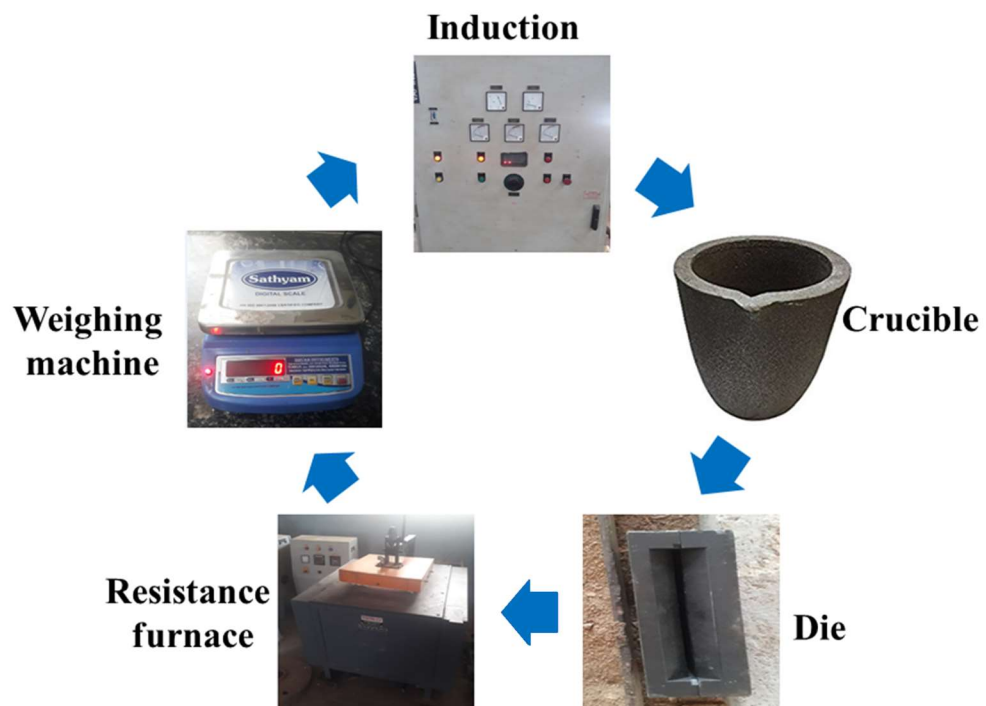 Induction
Sathyam
DIGITAL SCALE
Weighing
machine
0
Crucible
Resistance
furnace
Die